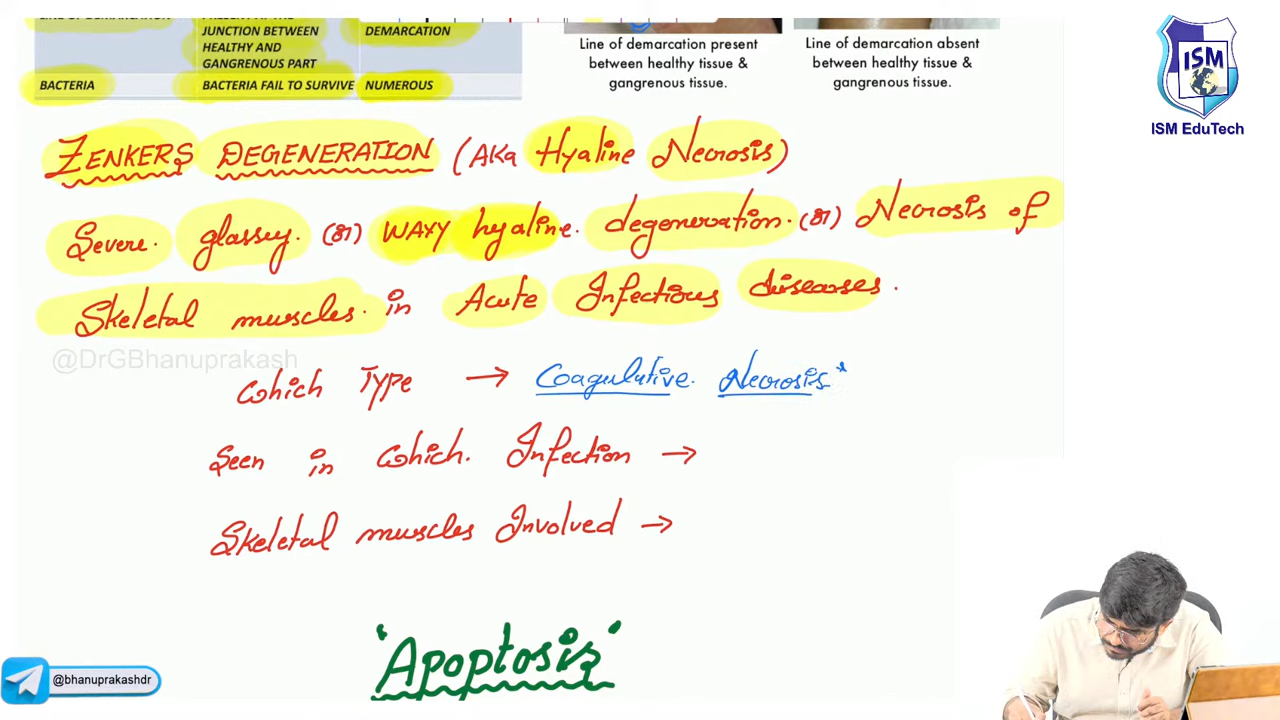 JUNCTION BETWEEN
HEALTHY AND
GANGRENOUS PART
DEMARCATION
BACTERIA
BACTERIA FAIL TO SURVIVE
NUMEROUS
Line of demarcation present
between healthy tissue &
gangrenous tissue.
Line of demarcation absent
between healthy tissue &
gangrenous tissue.
ISM
ISM EduTech
ZENKERS DEGENERATION (AKa Hyaline Necrosis)
Severe. glassey. (or) WAXY hyaline. degeneration. (or) Necrosis of
Skeletal muscles. in Acute Infectious diseases.
@DrGBhanuprakash
Which Type → Coagulative. Necrosis*
Seen in which. Infection →
Skeletal muscles Involved →
'Apoptosis'
@bhanuprakashdr